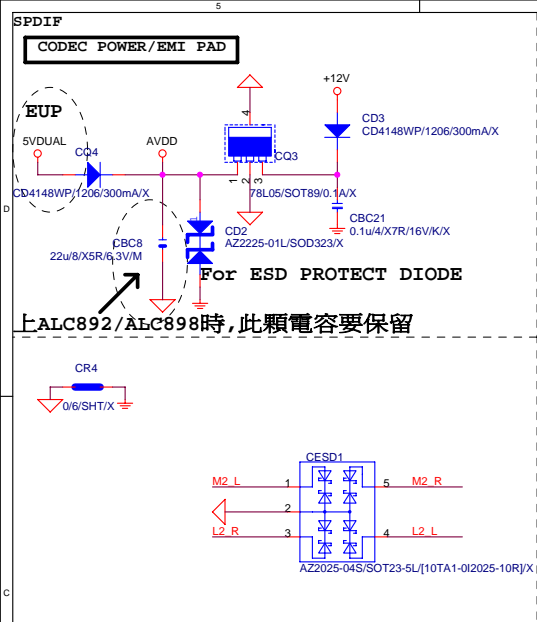 5
SPDIF
CODEC POWER/EMI PAD
+12V
EUP
4
CD3
CD4148WP/1206/300mA/X
5VDUAL
AVDD
CQ4
CQ3
CD4148WP/1206/300mA/X
1
2
3
78L05/SOT89/0.1A/X
D
1
CD2
AZ2225-01L/SOD323/X
CBC21
0.1u/4/X7R/16V/K/X
CBC8
22u/8/X5R/6.3V/M
For ESD PROTECT DIODE
上ALC892/ALC898時,此顆電容要保留
CR4
0/6/SHT/X
CESD1
M2_L
1
5
M2_R
2
L2_R
3
4
L2_L
AZ2025-04S/SOT23-5L/[10TA1-0I2025-10R]/X
C